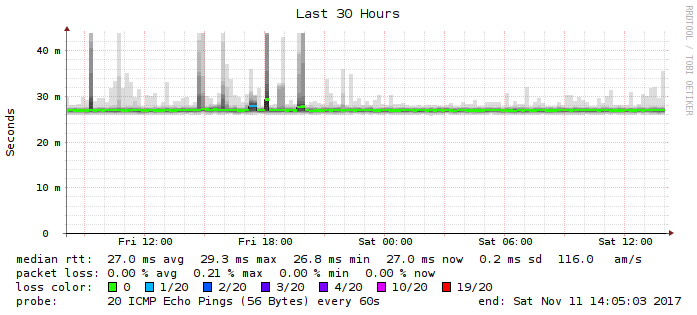 Last 30 Hours
RRDTOOL / TOBI OETIKER
Seconds
40 m
30 m
20 m
10 m
0
Fri 12:00 Fri 18:00 Sat 00:00 Sat 06:00 Sat 12:00
median rtt: 27.0 ms avg 29.3 ms max 26.8 ms min 27.0 ms now 0.2 ms sd 116.0 am/s
packet loss: 0.00 % avg 0.21 % max 0.00 % min 0.00 % now
loss color: 0 1/20 2/20 3/20 4/20 10/20 19/20
probe: 20 ICMP Echo Pings (56 Bytes) every 60s end: Sat Nov 11 14:05:03 2017